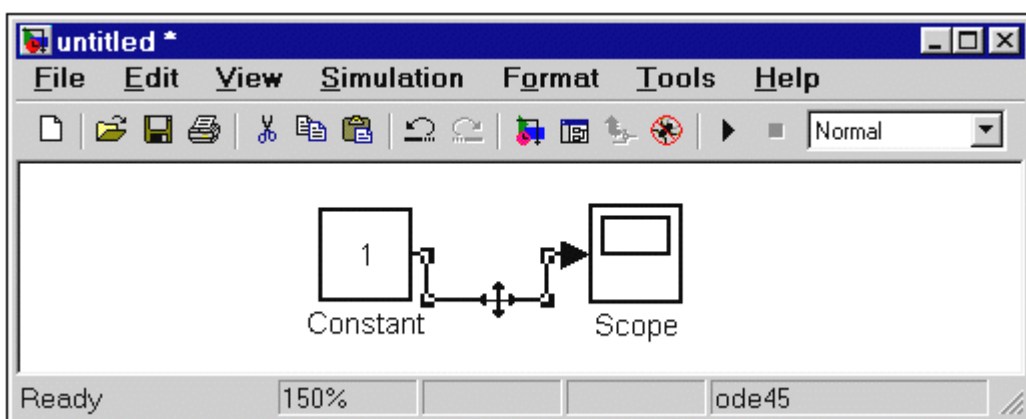 untitled *
File Edit View Simulation Format Tools Help
Normal
1
Constant Scope
Ready 150% ode45